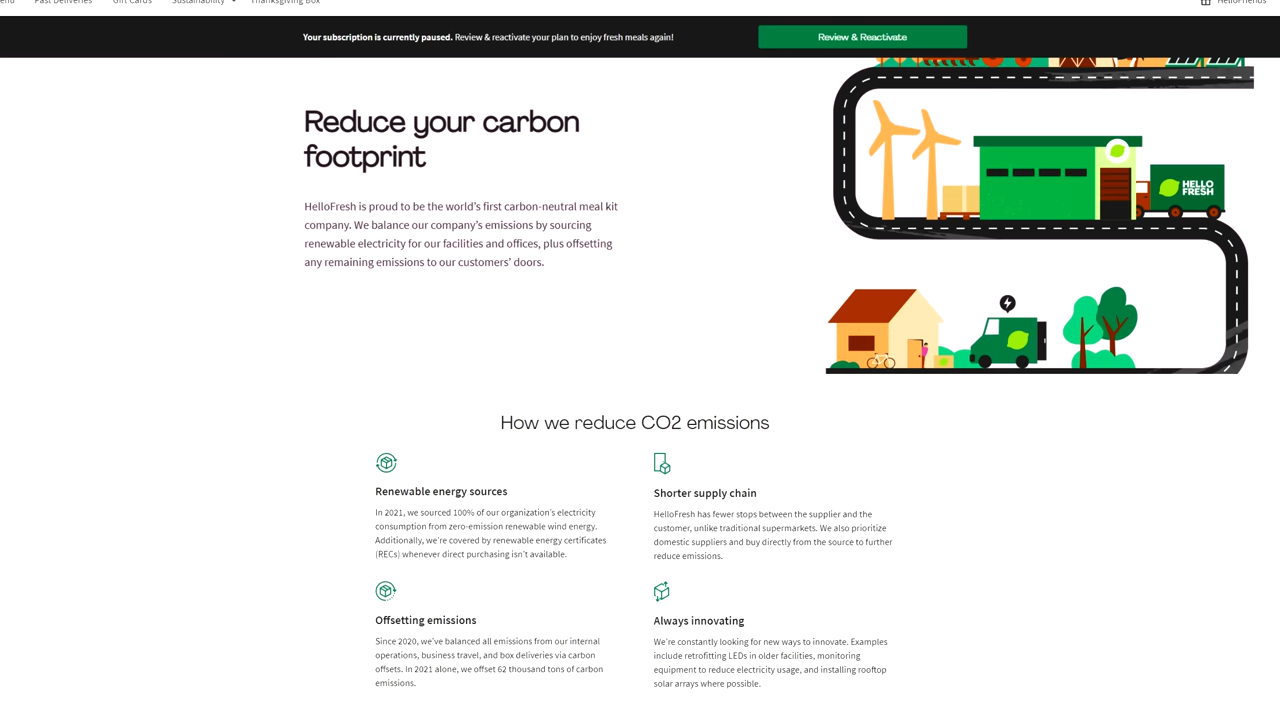 Past Deliveries
Gift Cards
Sustainability
Thanksgiving Box
HelloFriends
Your subscription is currently paused. Review & reactivate your plan to enjoy fresh meals again!
Review & Reactivate
Reduce your carbon
footprint
HelloFresh is proud to be the world’s first carbon-neutral meal kit
company. We balance our company’s emissions by sourcing
renewable electricity for our facilities and offices, plus offsetting
any remaining emissions to our customers’ doors.
HELLO
FRESH
How we reduce CO2 emissions
Renewable energy sources
In 2021, we sourced 100% of our organization’s electricity
consumption from zero-emission renewable wind energy.
Additionally, we’re covered by renewable energy certificates
(RECs) whenever direct purchasing isn’t available.
Shorter supply chain
HelloFresh has fewer stops between the supplier and the
customer, unlike traditional supermarkets. We also prioritize
domestic suppliers and buy directly from the source to further
reduce emissions.
Offsetting emissions
Since 2020, we’ve balanced all emissions from our internal
operations, business travel, and box deliveries via carbon
offsets. In 2021 alone, we offset 62 thousand tons of carbon
emissions.
Always innovating
We’re constantly looking for new ways to innovate. Examples
include retrofitting LEDs in older facilities, monitoring
equipment to reduce electricity usage, and installing rooftop
solar arrays where possible.